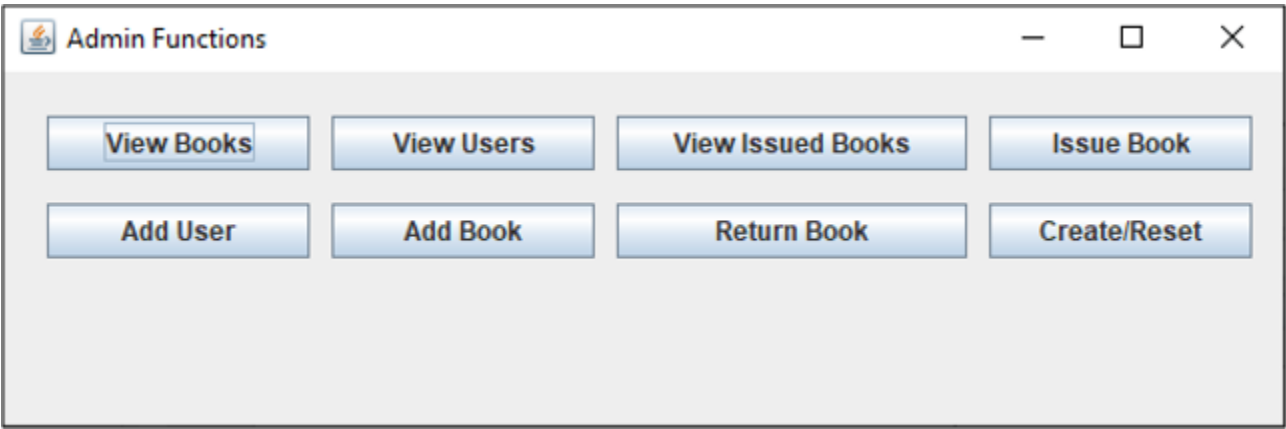 Admin Functions
View Books View Users View Issued Books Issue Book
Add User Add Book Return Book Create/Reset